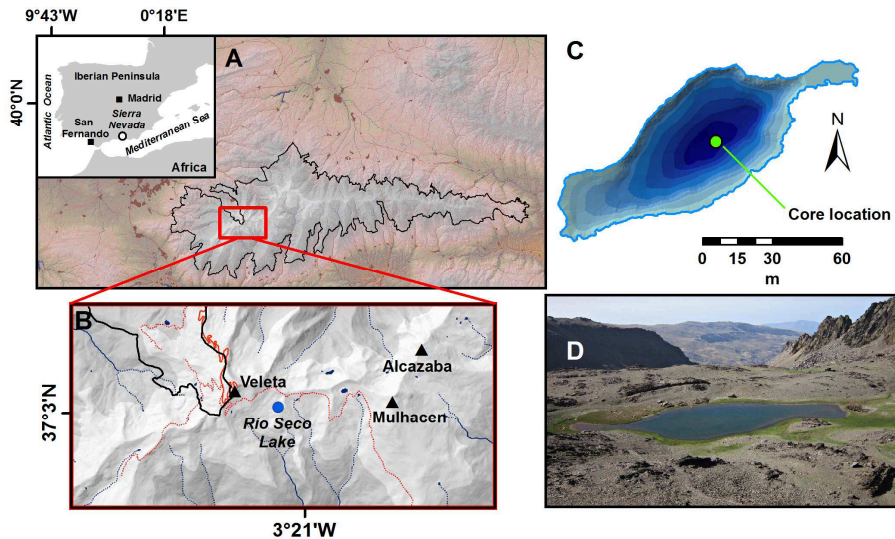 9°43'W
0°18'E
40°0'N
Atlantic Ocean
Iberian Peninsula
Madrid
Sierra
Nevada
San
Fernando
Mediterranean Sea
Africa
A
C
N
Core location
0 15 30 60
m
B
Veleta
Alcazaba
Mulhacen
Rio Seco
Lake
37°3'N
3°21'W
D